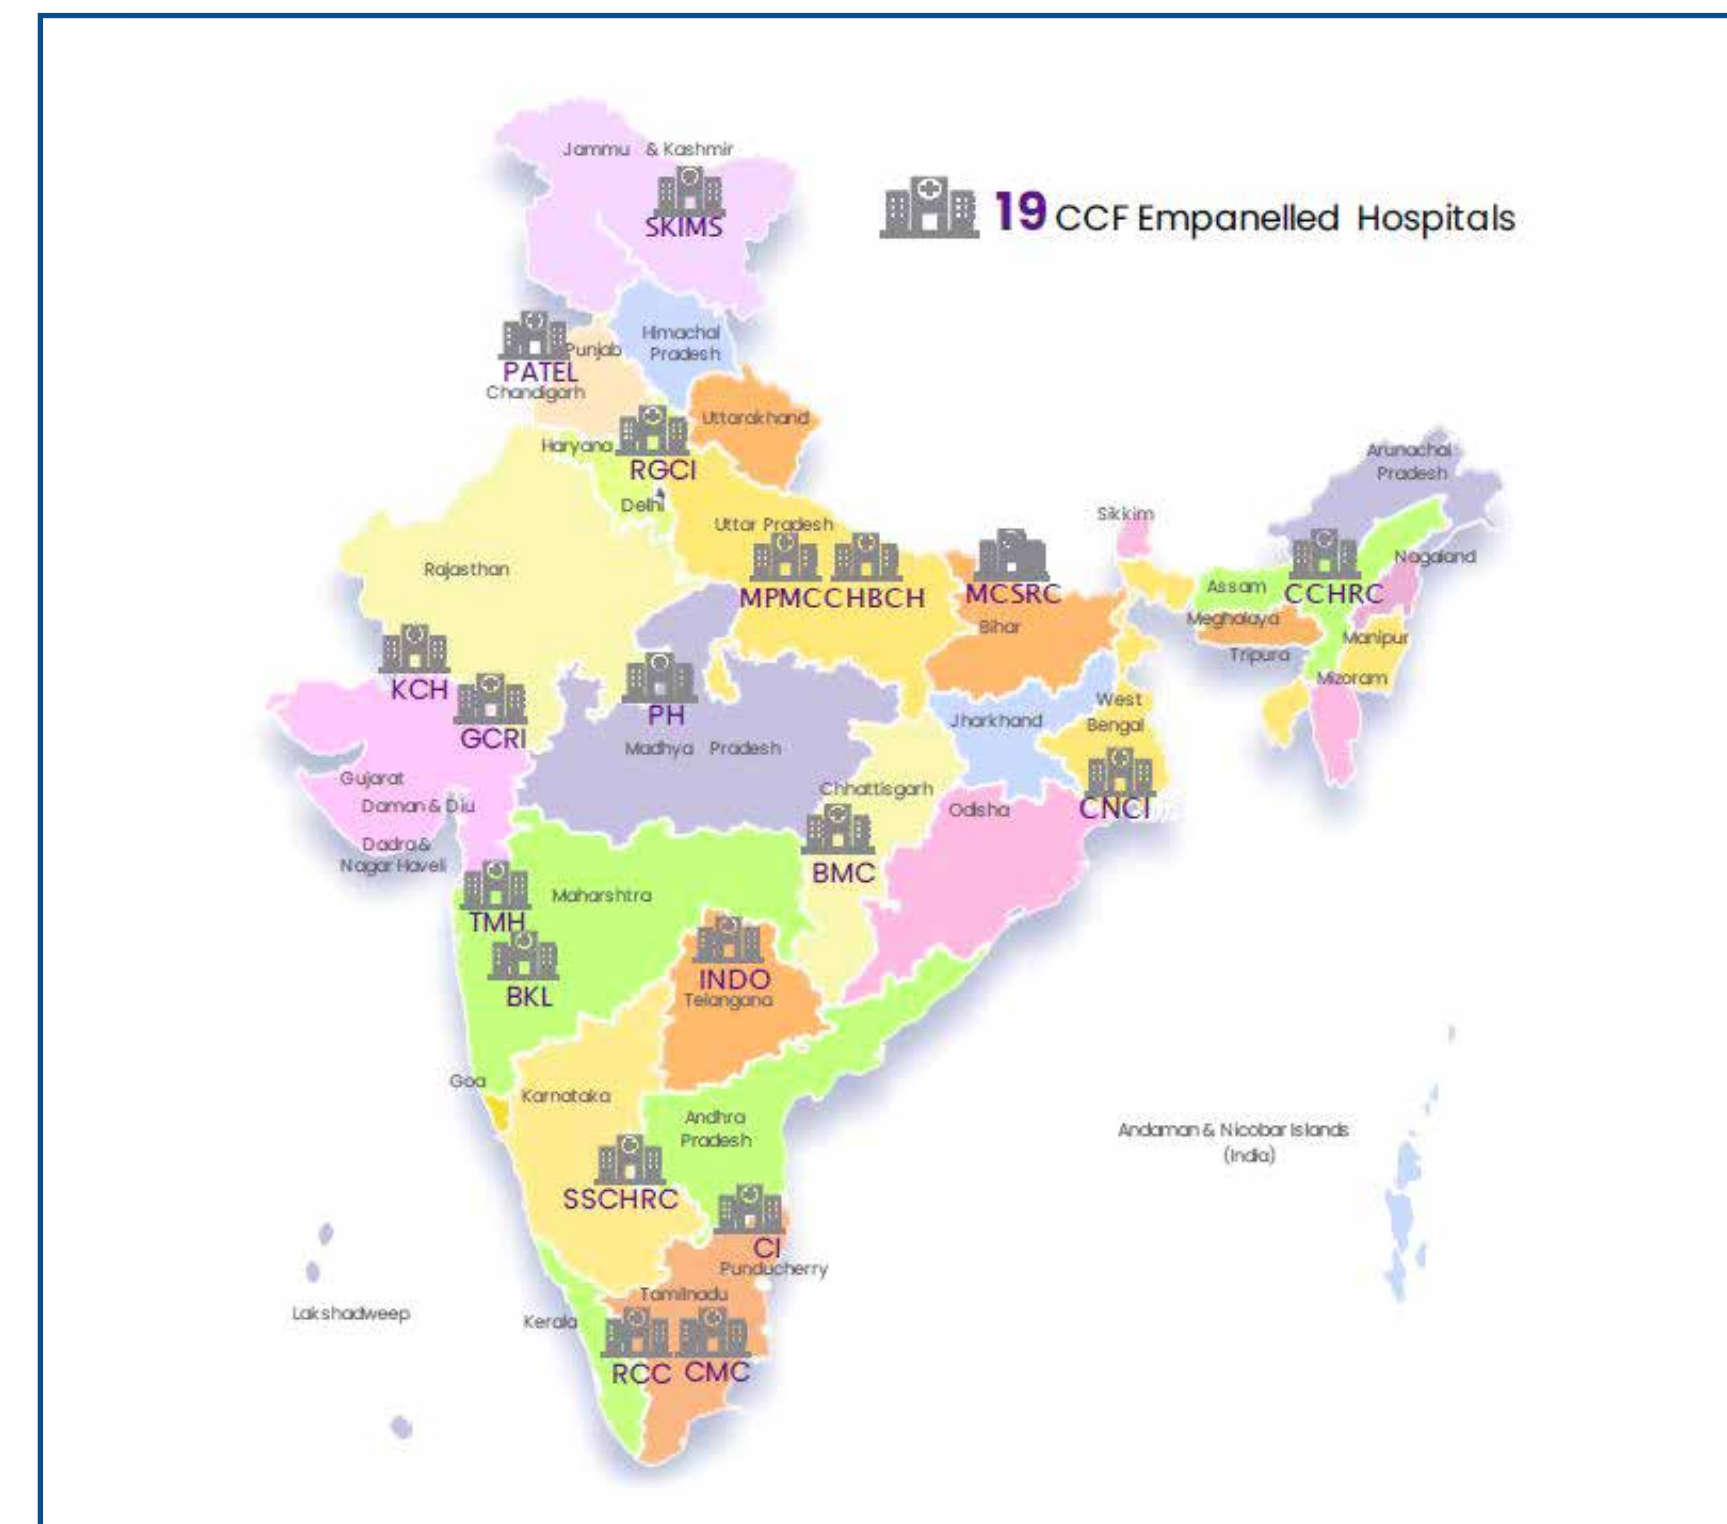 Jammu & Kashmir
SKIMS
19 CCF Empanelled Hospitals
Himachal
Pradesh
Punjab
PATEL
Chandigarh
Uttarakhand
Haryana
RGCI
Delhi
Arunachal
Pradesh
Sikkim
Uttar Pradesh
Nagaland
Rajasthan
Assam
CCHRC
MPMCCHBCH
MCSRC
Bihar
Meghalaya
Manipur
Tripura
Mizoram
KCH
GCRI
PH
Madhya Pradesh
Jharkhand
West
Bengal
Gujarat
Daman & Diu
Dadra &
Nagar Haveli
Chhattisgarh
Odisha
CNCI
BMC
TMH
Maharshtra
BKL
INDO
Telangana
Goa
Karnataka
Andhra
Pradesh
Andaman & Nicobar Islands
(India)
SSCHRC
CI
Punducherry
Tamilnadu
Lakshadweep
Kerala
RCC
CMC